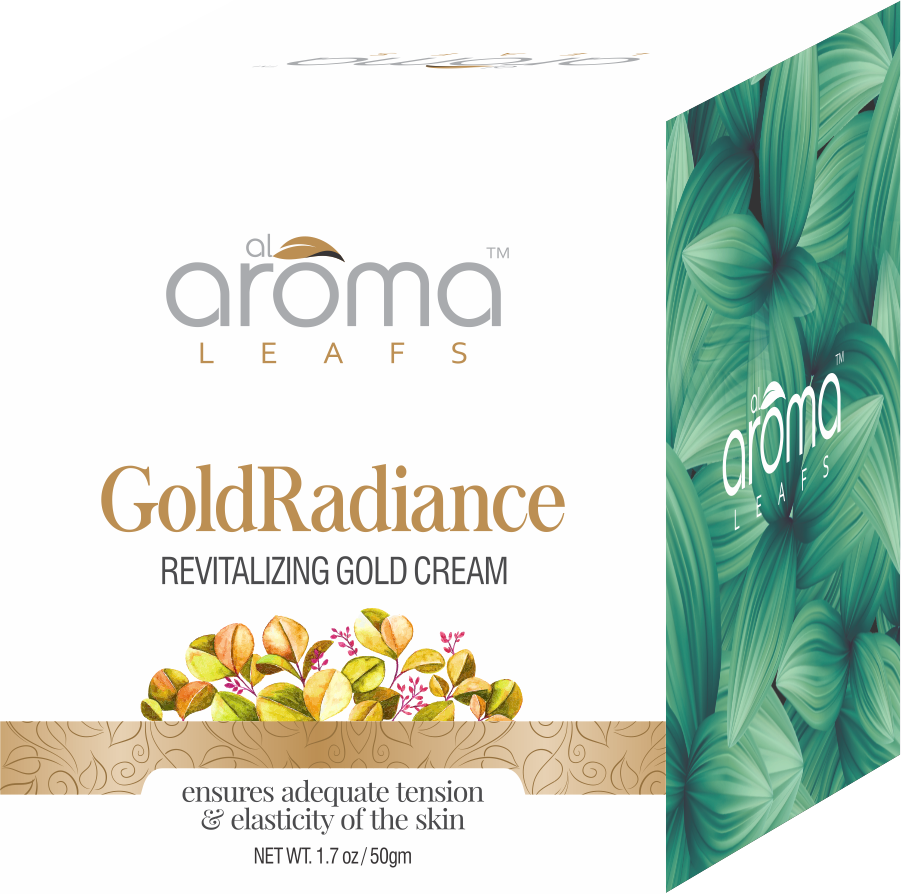 aroma
al
aroma™
LEAFS
GoldRadiance
REVITALIZING GOLD CREAM
ensures adequate tension
& elasticity of the skin
NET WT. 1.7 oz / 50gm
al
aroma™
LEAFS